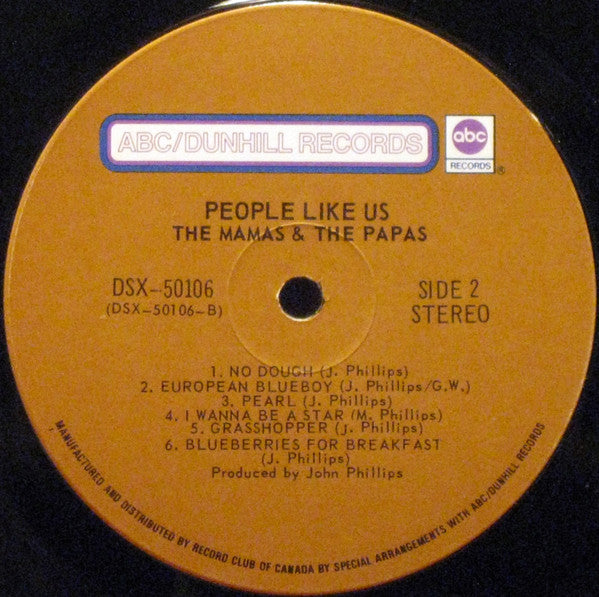 ABC/DUNHILL RECORDS
abc
RECORDS
®
PEOPLE LIKE US
THE MAMAS & THE PAPAS
DSX-50106
(DSX-50106-B)
SIDE 2
STEREO
1. NO DOUGH (J. Phillips)
2. EUROPEAN BLUEBOY (J. Phillips/G.W.)
3. PEARL (J. Phillips)
4. I WANNA BE A STAR (M. Phillips)
5. GRASSHOPPER (J. Phillips)
6. BLUEBERRIES FOR BREAKFAST
(J. Phillips)
Produced by John Phillips
MANUFACTURED AND DISTRIBUTED BY RECORD CLUB OF CANADA BY SPECIAL ARRANGEMENTS WITH ABC/DUNHILL RECORDS